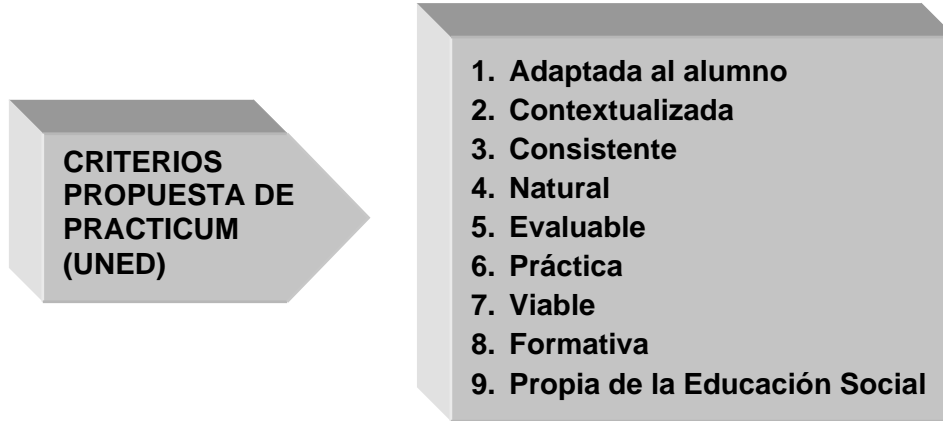 CRITERIOS
PROPUESTA DE
PRACTICUM
(UNED)
1. Adaptada al alumno
2. Contextualizada
3. Consistente
4. Natural
5. Evaluable
6. Práctica
7. Viable
8. Formativa
9. Propia de la Educación Social